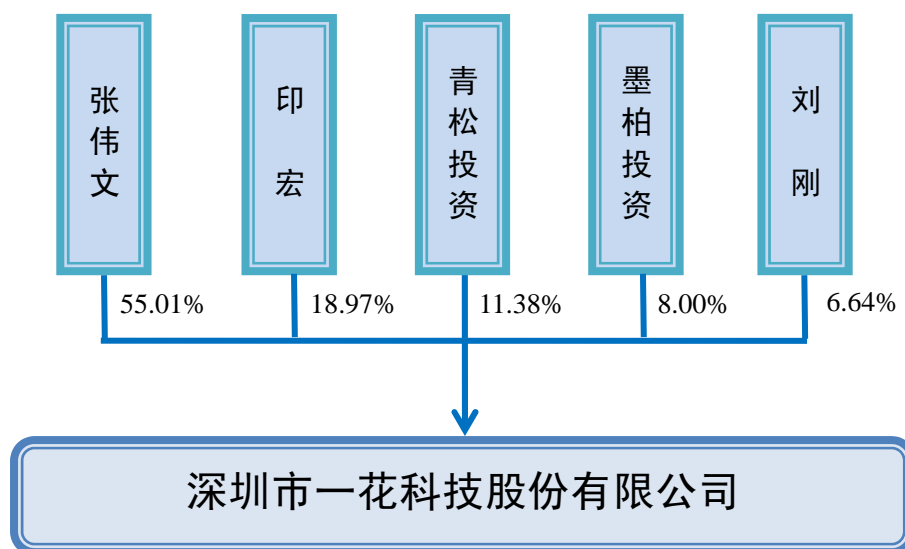 张伟文
印宏
青松投资
墨柏投资
刘刚
55.01%
18.97%
11.38%
8.00%
6.64%
深圳市一花科技股份有限公司